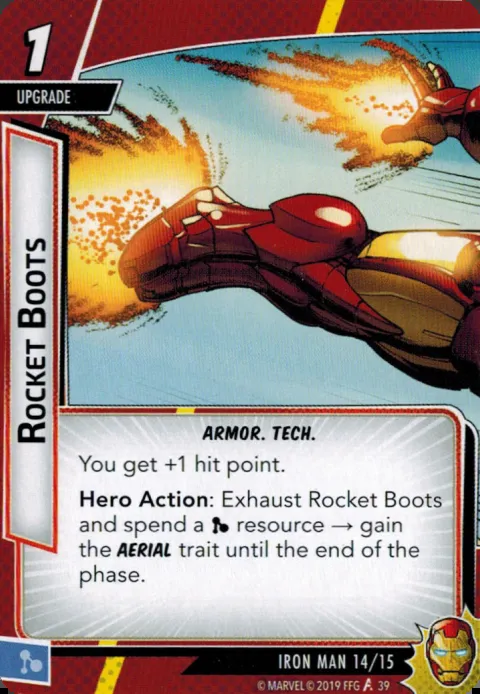 1
UPGRADE
ROCKET BOOTS
ARMOR. TECH.
You get +1 hit point.
Hero Action: Exhaust Rocket Boots
and spend a resource → gain
the AERIAL trait until the end of the
phase.
IRON MAN 14/15
© MARVEL © 2019 FFG 39